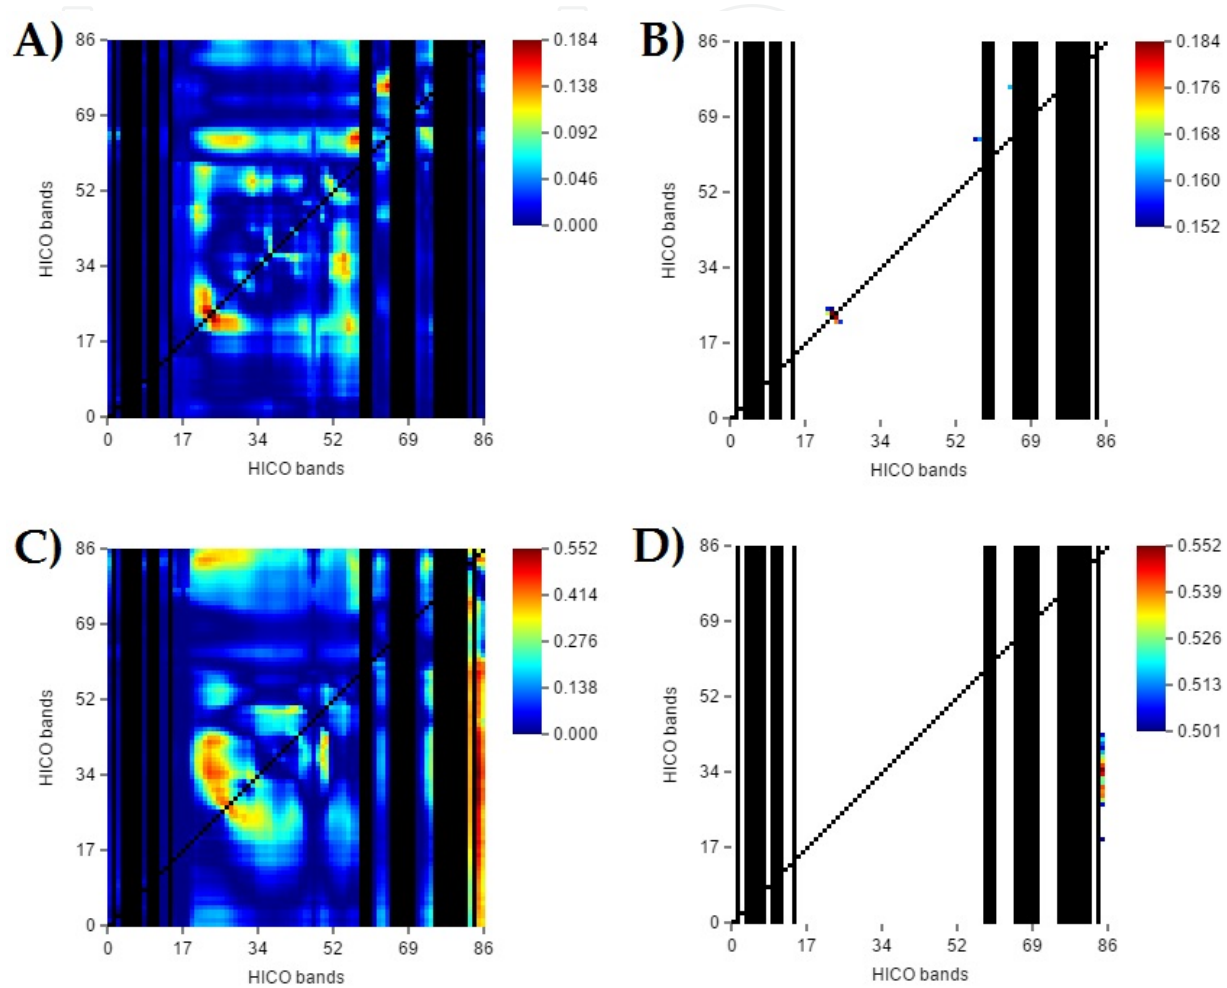 A)
86
69
52
34
17
0
HICO bands
0 17 34 52 69 86
HICO bands
0.184
0.138
0.092
0.046
0.000
B)
86
69
52
34
17
0
HICO bands
0 17 34 52 69 86
HICO bands
0.184
0.176
0.168
0.160
0.152
C)
86
69
52
34
17
0
HICO bands
0 17 34 52 69 86
HICO bands
0.552
0.414
0.276
0.138
0.000
D)
86
69
52
34
17
0
HICO bands
0 17 34 52 69 86
HICO bands
0.552
0.539
0.526
0.513
0.501